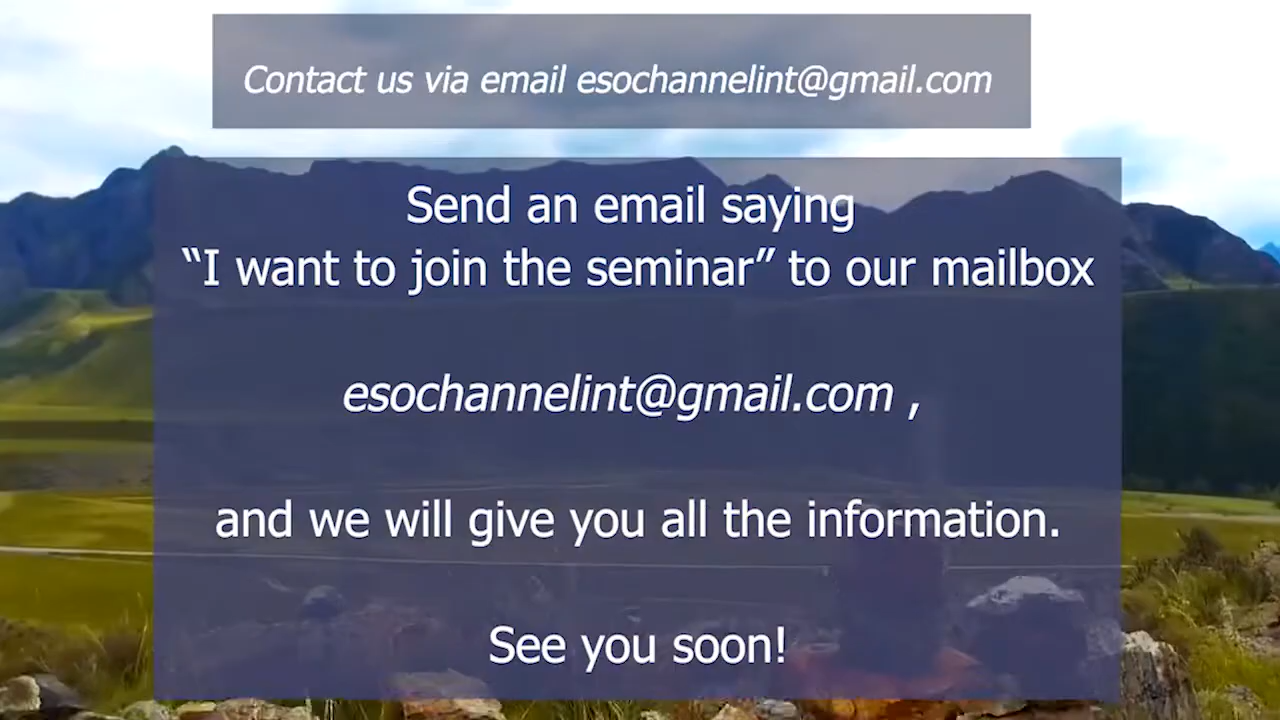 Contact us via email esochannelint@gmail.com
Send an email saying
“I want to join the seminar” to our mailbox
esochannelint@gmail.com ,
and we will give you all the information.
See you soon!